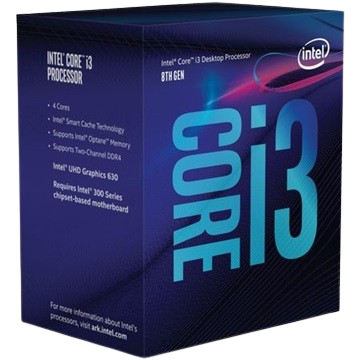 INTEL® CORE™ i3
PROCESSOR
• 4 Cores
• Intel® Smart Cache Technology
• Supports Intel® Optane™ Memory
• Supports Two-Channel DDR4
Intel® UHD Graphics 630
Requires Intel® 300 Series
chipset-based motherboard
For more information about Intel's
processors, visit ark.intel.com
Intel® Core™ i3 Desktop Processor
8TH GEN
intel
CORE
i3